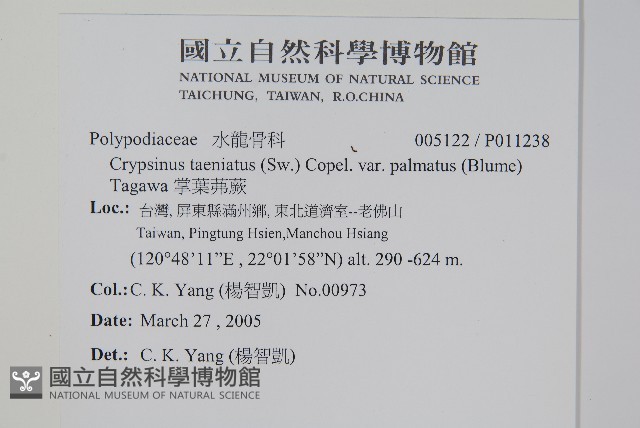 國立自然科學博物館
NATIONAL MUSEUM OF NATURAL SCIENCE
TAICHUNG, TAIWAN, R.O.CHINA
Polypodiaceae 水龍骨科 005122 / P011238
Crypsinus taeniatus (Sw.) Copel. var. palmatus (Blume)
Tagawa 掌葉茀蕨
Loc.: 台灣, 屏東縣滿州鄉, 東北道濟室--老佛山
Taiwan, Pingtung Hsien,Manchou Hsiang
(120°48'11”E , 22°01'58”N) alt. 290 -624 m.
Col.: C. K. Yang (楊智凱) No.00973
Date: March 27 , 2005
Det.: C. K. Yang (楊智凱)
國立自然科學博物館
NATIONAL MUSEUM OF NATURAL SCIENCE